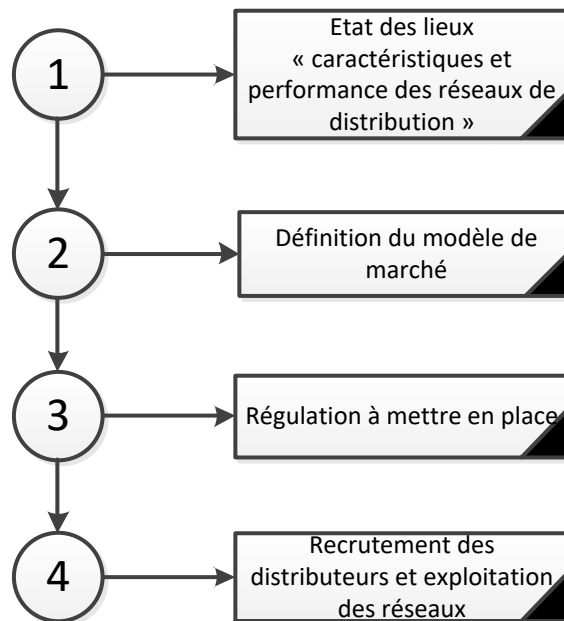 1
Etat des lieux
« caractéristiques et
performance des réseaux de
distribution »
2
Définition du modèle de
marché
3
Régulation à mettre en place
4
Recrutement des
distributeurs et exploitation
des réseaux